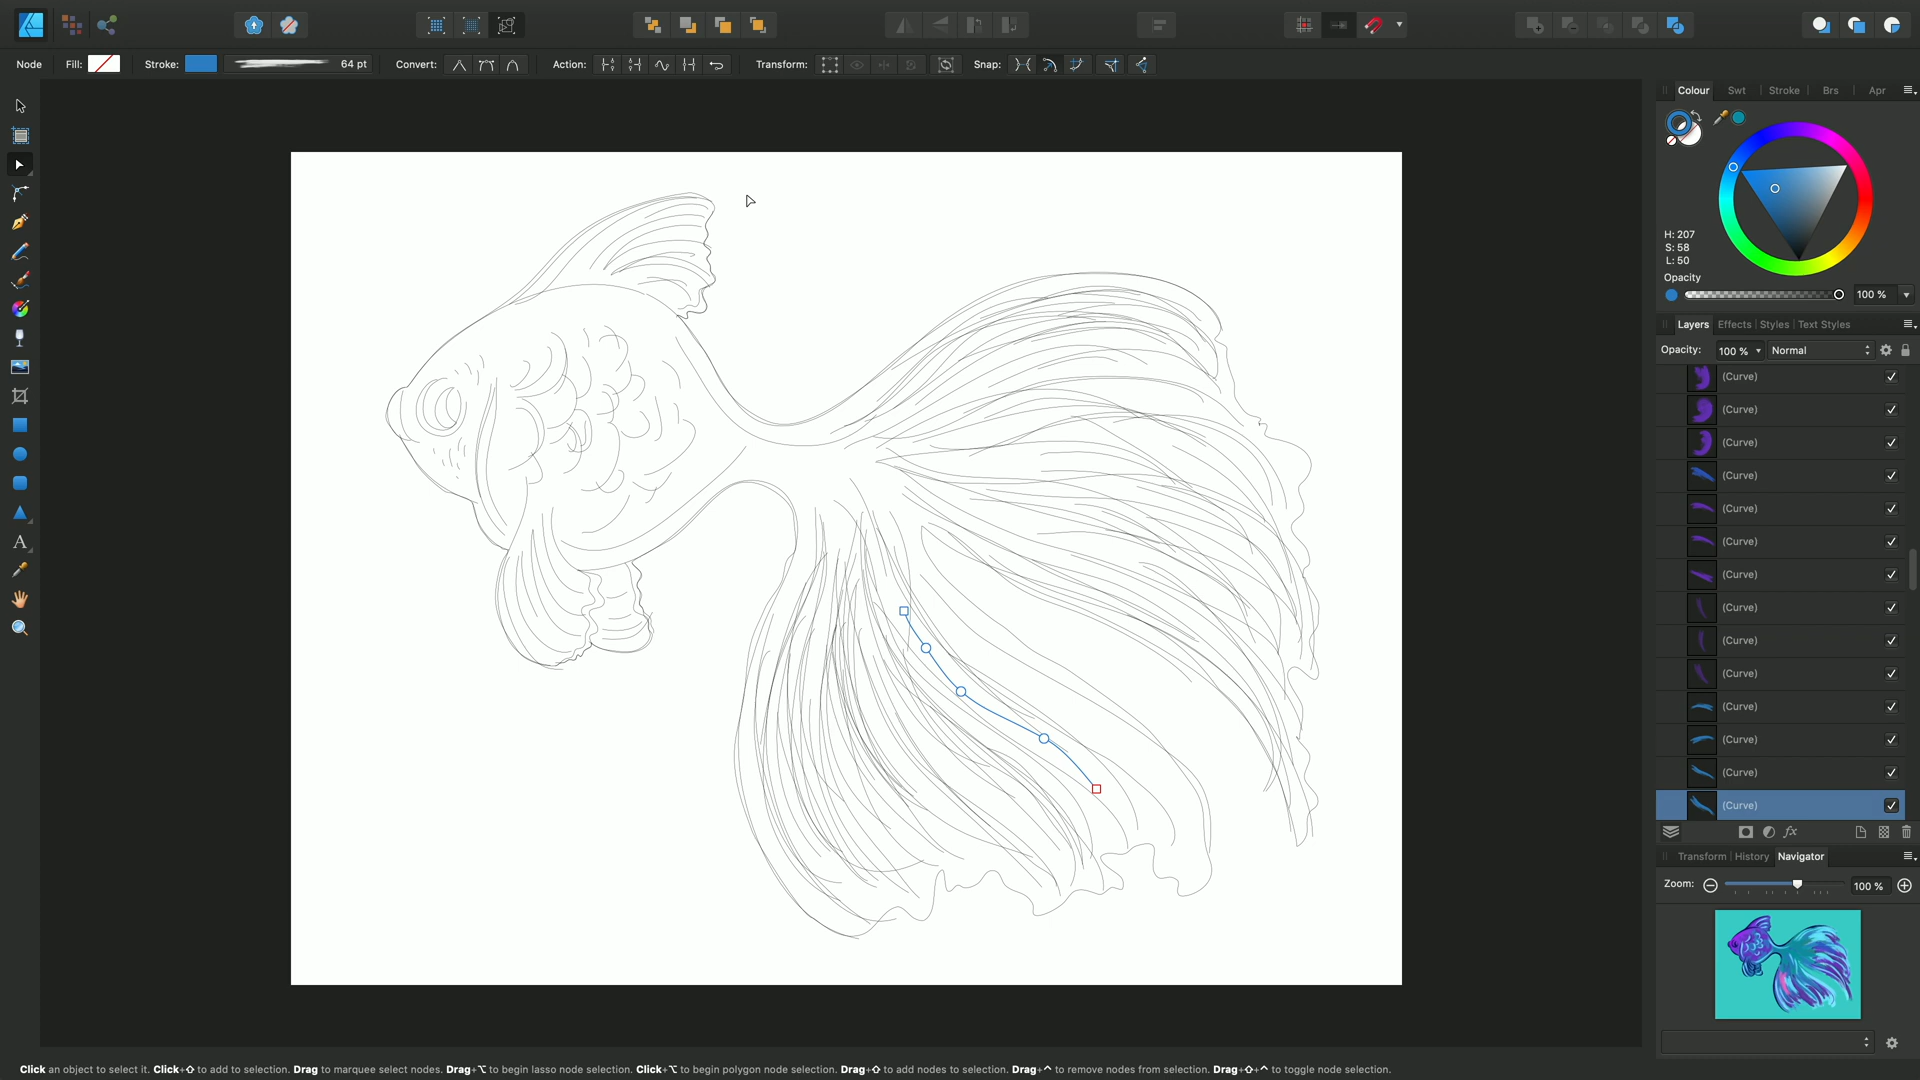 Node Fill: Stroke: 64 pt Convert: Action: Transform: Snap:
Colour Swt Stroke Brs Apr
H: 207
S: 58
L: 50
Opacity
100 %
Layers Effects Styles Text Styles
Opacity: 100 % Normal
(Curve)
(Curve)
(Curve)
(Curve)
(Curve)
(Curve)
(Curve)
(Curve)
(Curve)
(Curve)
(Curve)
(Curve)
(Curve)
(Curve)
Transform History Navigator
Zoom: 100 %
Click an object to select it. Click+⇧ to add to selection. Drag to marquee select nodes. Drag+⌥ to begin lasso node selection. Click+⌥ to begin polygon node selection. Drag+⇧ to add nodes to selection. Drag+^ to remove nodes from selection. Drag+⇧+^ to toggle node selection.